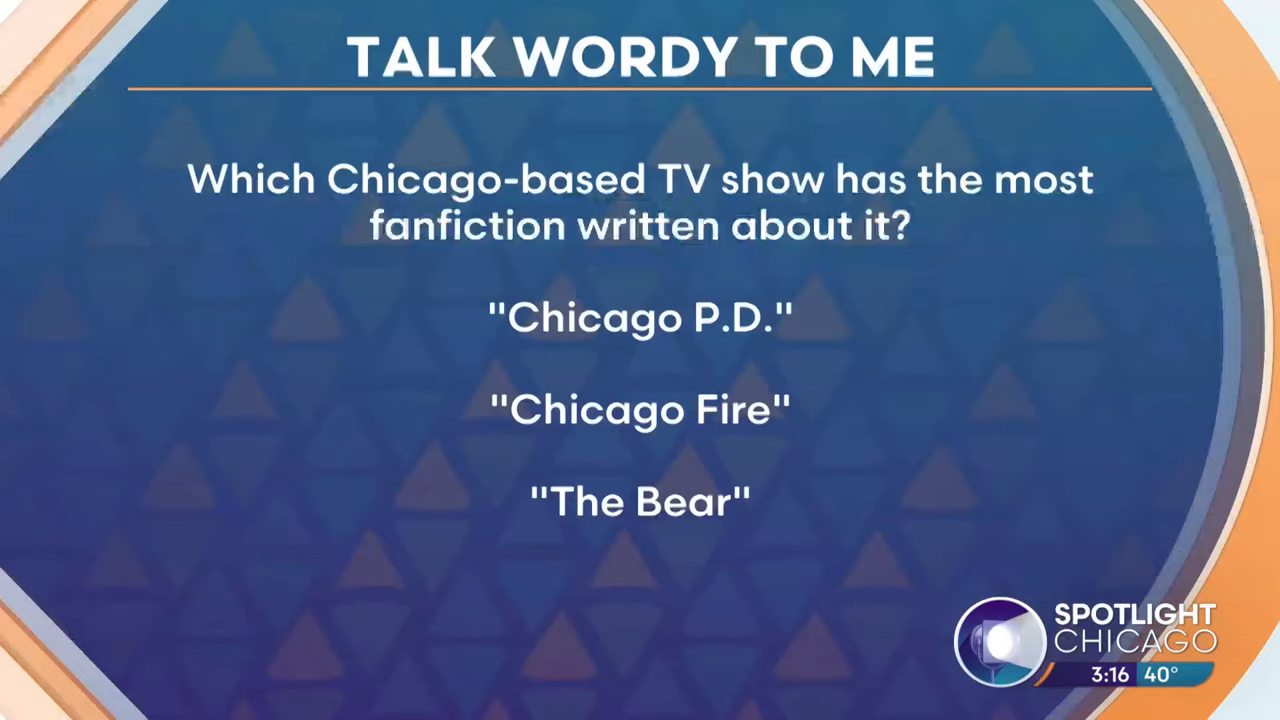 TALK WORDY TO ME
Which Chicago-based TV show has the most
fanfiction written about it?
"Chicago P.D."
"Chicago Fire"
"The Bear"
SPOTLIGHT
CHICAGO
3:16 40°